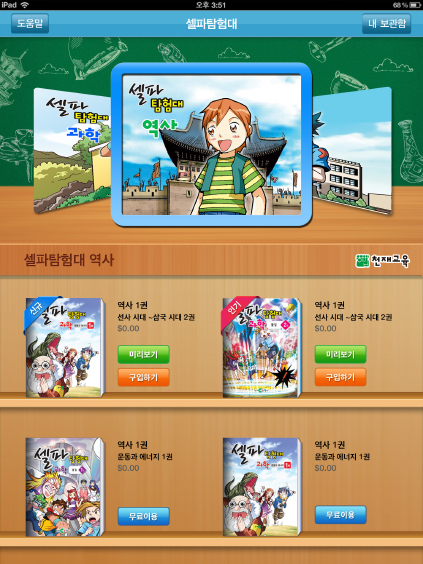 iPad 오후 3:51 68%
도움말 셀파탐험대 내 보관함
셀파
탐험대
과학
셀파
탐험대
역사
셀파탐험대 역사 천재교육
신규
셀파
탐험대
과학
역사 1권
선사 시대 ~삼국 시대 2권
$0.00
미리보기
구입하기
인기
셀파
탐험대
과학
역사 1권
선사 시대 ~삼국 시대 2권
$0.00
미리보기
구입하기
셀파
탐험대
과학
역사 1권
운동과 에너지 1권
$0.00
무료이용
셀파
탐험대
과학
역사 1권
운동과 에너지 1권
$0.00
무료이용